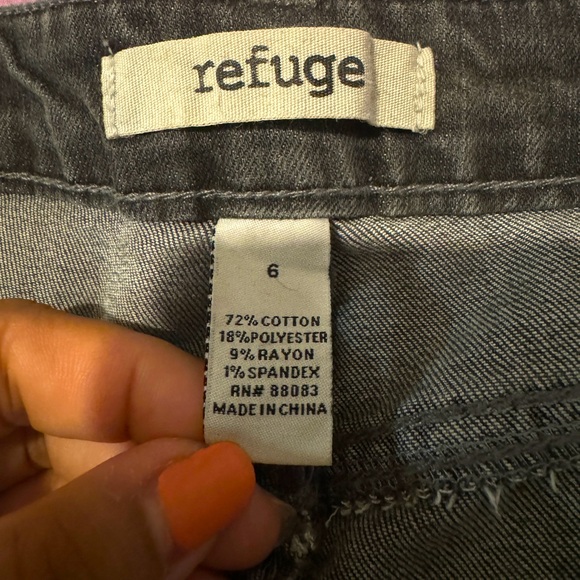 refuge
6
72% COTTON
18% POLYESTER
9% RAYON
1% SPANDEX
RN# 88083
MADE IN CHINA